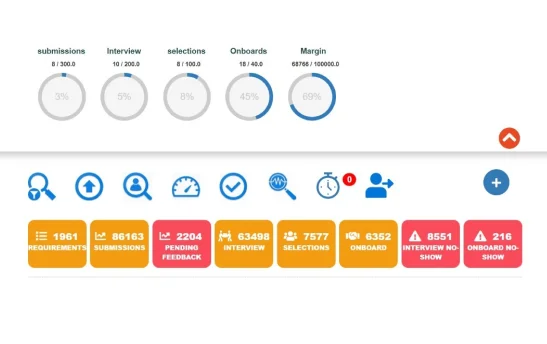 submissions Interview selections Onboards Margin
8 / 300.0 10 / 200.0 8 / 100.0 18 / 40.0 68766 / 100000.0
3% 5% 8% 45% 69%
0
1961 86163 2204 63498 7577 6352 8551 216
REQUIREMENTS SUBMISSIONS PENDING INTERVIEW SELECTIONS ONBOARD INTERVIEW NO- ONBOARD NO-
FEEDBACK SHOW SHOW